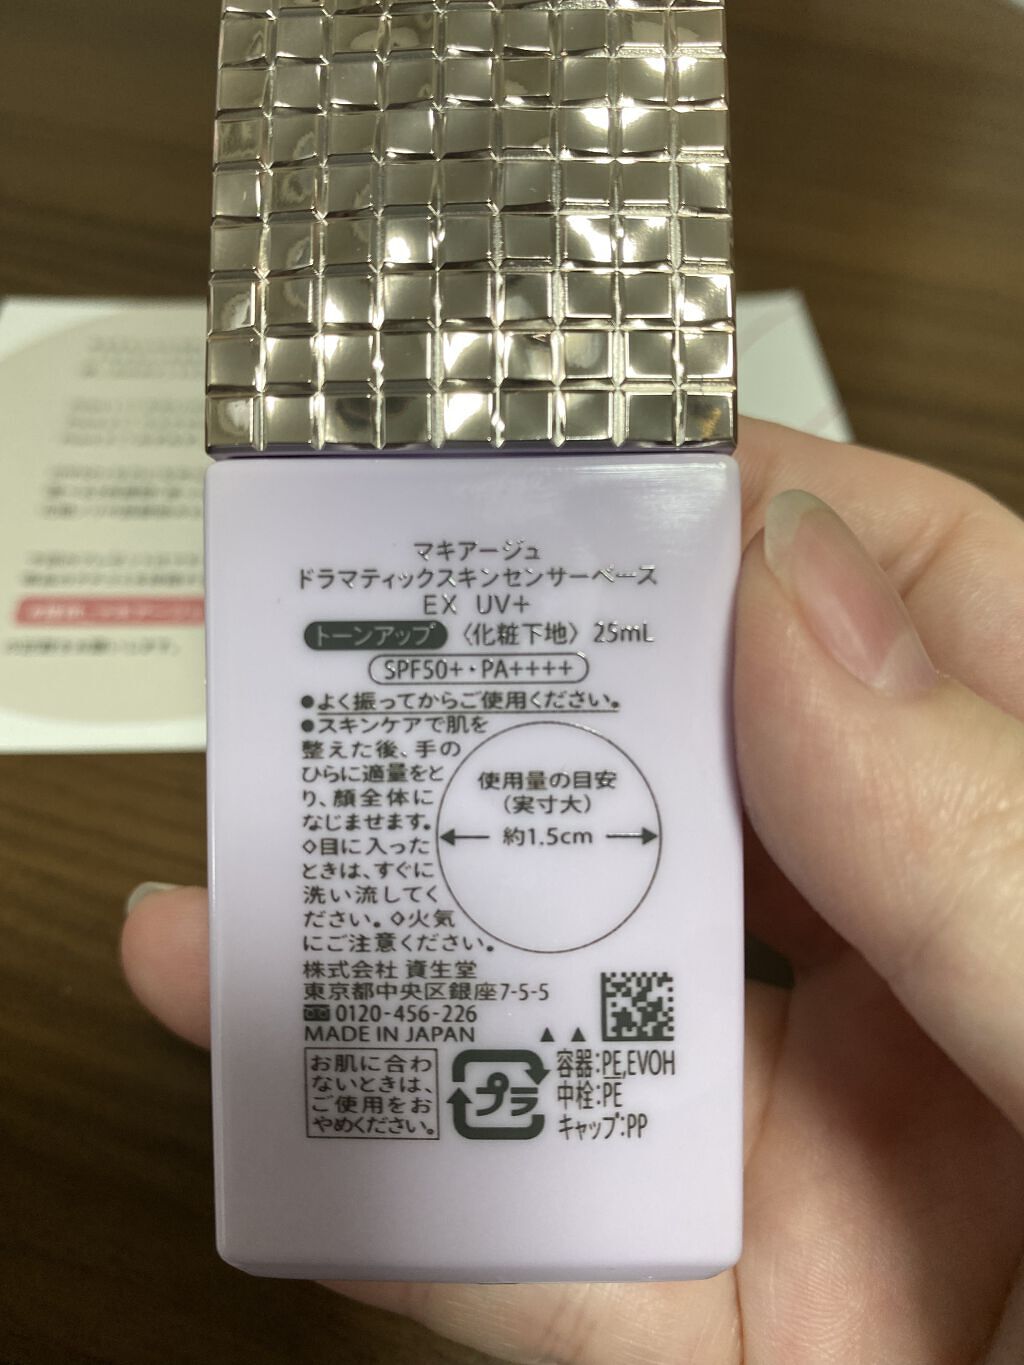 マキアージュ
ドラマティックスキンセンサーベース
EX UV+
トーンアップ 〈化粧下地〉 25mL
SPF50+・PA++++
●よく振ってからご使用ください。
●スキンケアで肌を
整えた後、手の
ひらに適量をと
り、顔全体に
なじませます。
◇目に入った
ときは、すぐに
洗い流してく
ださい。◇火気
にご注意ください。
使用量の目安
(実寸大)
約1.5cm
株式会社 資生堂
東京都中央区銀座7-5-5
0120-456-226
MADE IN JAPAN
お肌に合わ
ないときは、
ご使用をお
やめください。
プラ
容器:PE,EVOH
中栓:PE
キャップ:PP